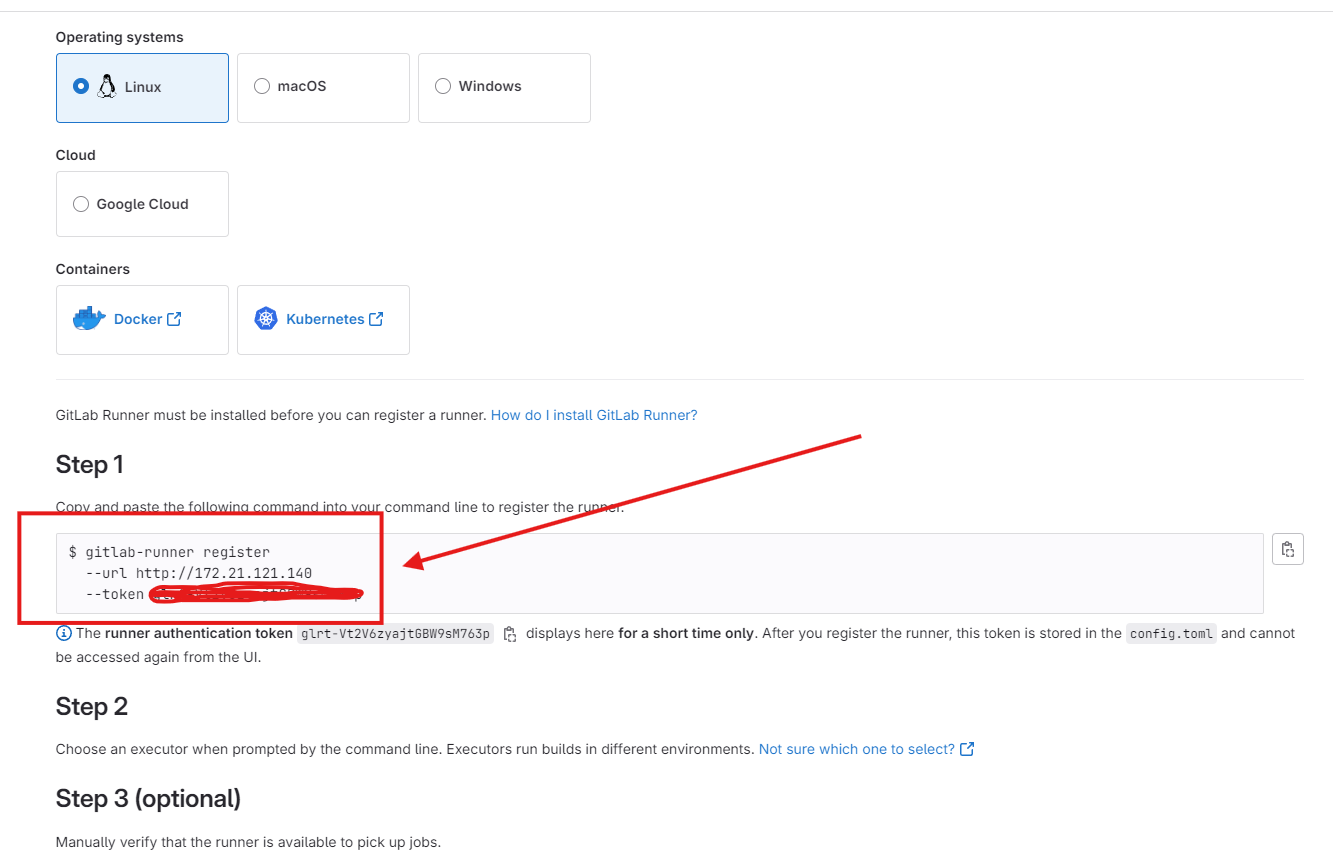 Operating systems
Linux
macOS
Windows
Cloud
Google Cloud
Containers
Docker
Kubernetes
GitLab Runner must be installed before you can register a runner. How do I install GitLab Runner?
Step 1
Copy and paste the following command into your command line to register the runner.
$ gitlab-runner register
--url http://172.21.121.140
--token
The runner authentication token glrt-Vt2V6zyajtGBW9sM763p displays here for a short time only. After you register the runner, this token is stored in the config.toml and cannot
be accessed again from the UI.
Step 2
Choose an executor when prompted by the command line. Executors run builds in different environments. Not sure which one to select?
Step 3 (optional)
Manually verify that the runner is available to pick up jobs.